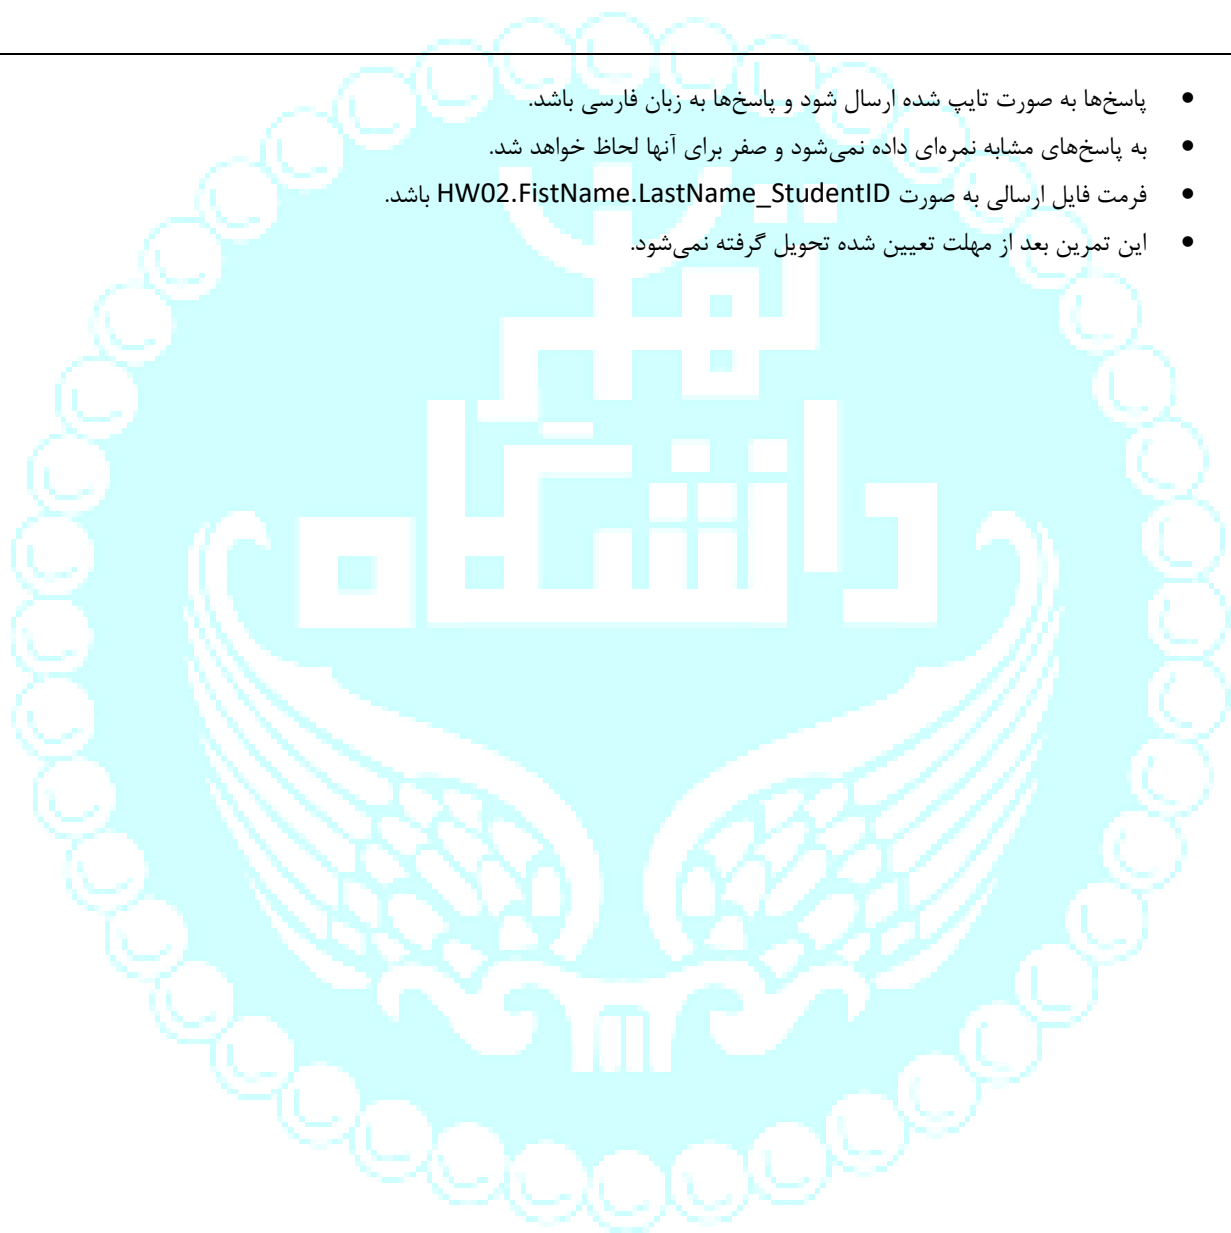 • پاسخ‌ها به صورت تایپ شده ارسال شود و پاسخ‌ها به زبان فارسی باشد.
• به پاسخ‌های مشابه نمره‌ای داده نمی‌شود و صفر برای آنها لحاظ خواهد شد.
• فرمت فایل ارسالی به صورت HW02.FistName.LastName_StudentID باشد.
• این تمرین بعد از مهلت تعیین شده تحویل گرفته نمی‌شود.
تهران
دانشگاه